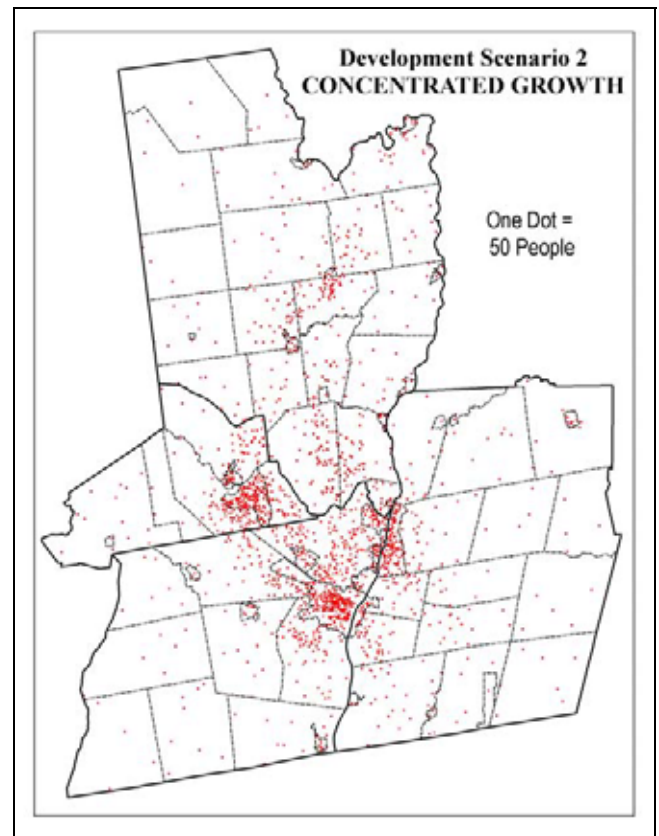 Development Scenario 2
CONCENTRATED GROWTH
One Dot =
50 People